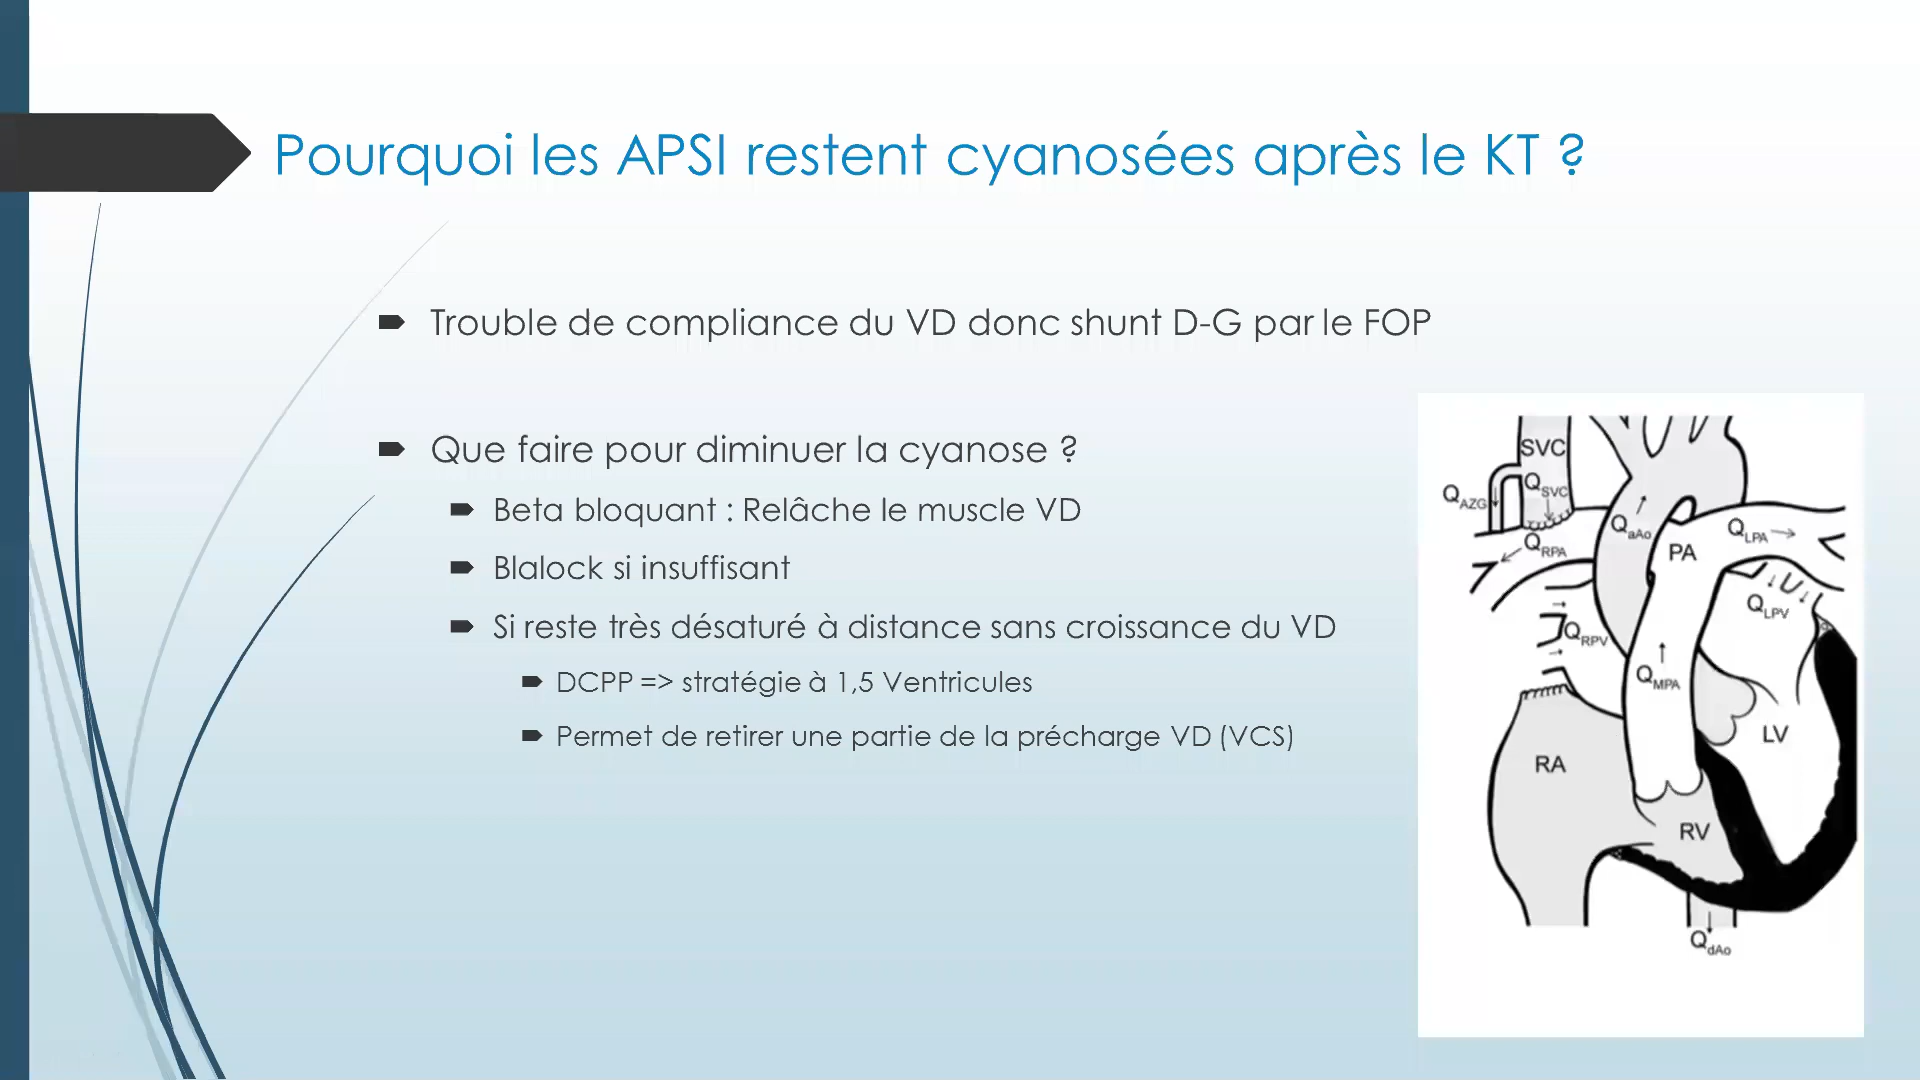 Pourquoi les APSI restent cyanosées après le KT ?
Trouble de compliance du VD donc shunt D-G par le FOP
Que faire pour diminuer la cyanose ?
Beta bloquant : Relâche le muscle VD
Blalock si insuffisant
Si reste très désaturé à distance sans croissance du VD
DCPP => stratégie à 1,5 Ventricules
Permet de retirer une partie de la précharge VD (VCS)
SVC
QAZG
QSVC
QRPA
QaAo
PA
QLPA
QLPV
QRPV
QMPA
LV
RA
RV
QdAo